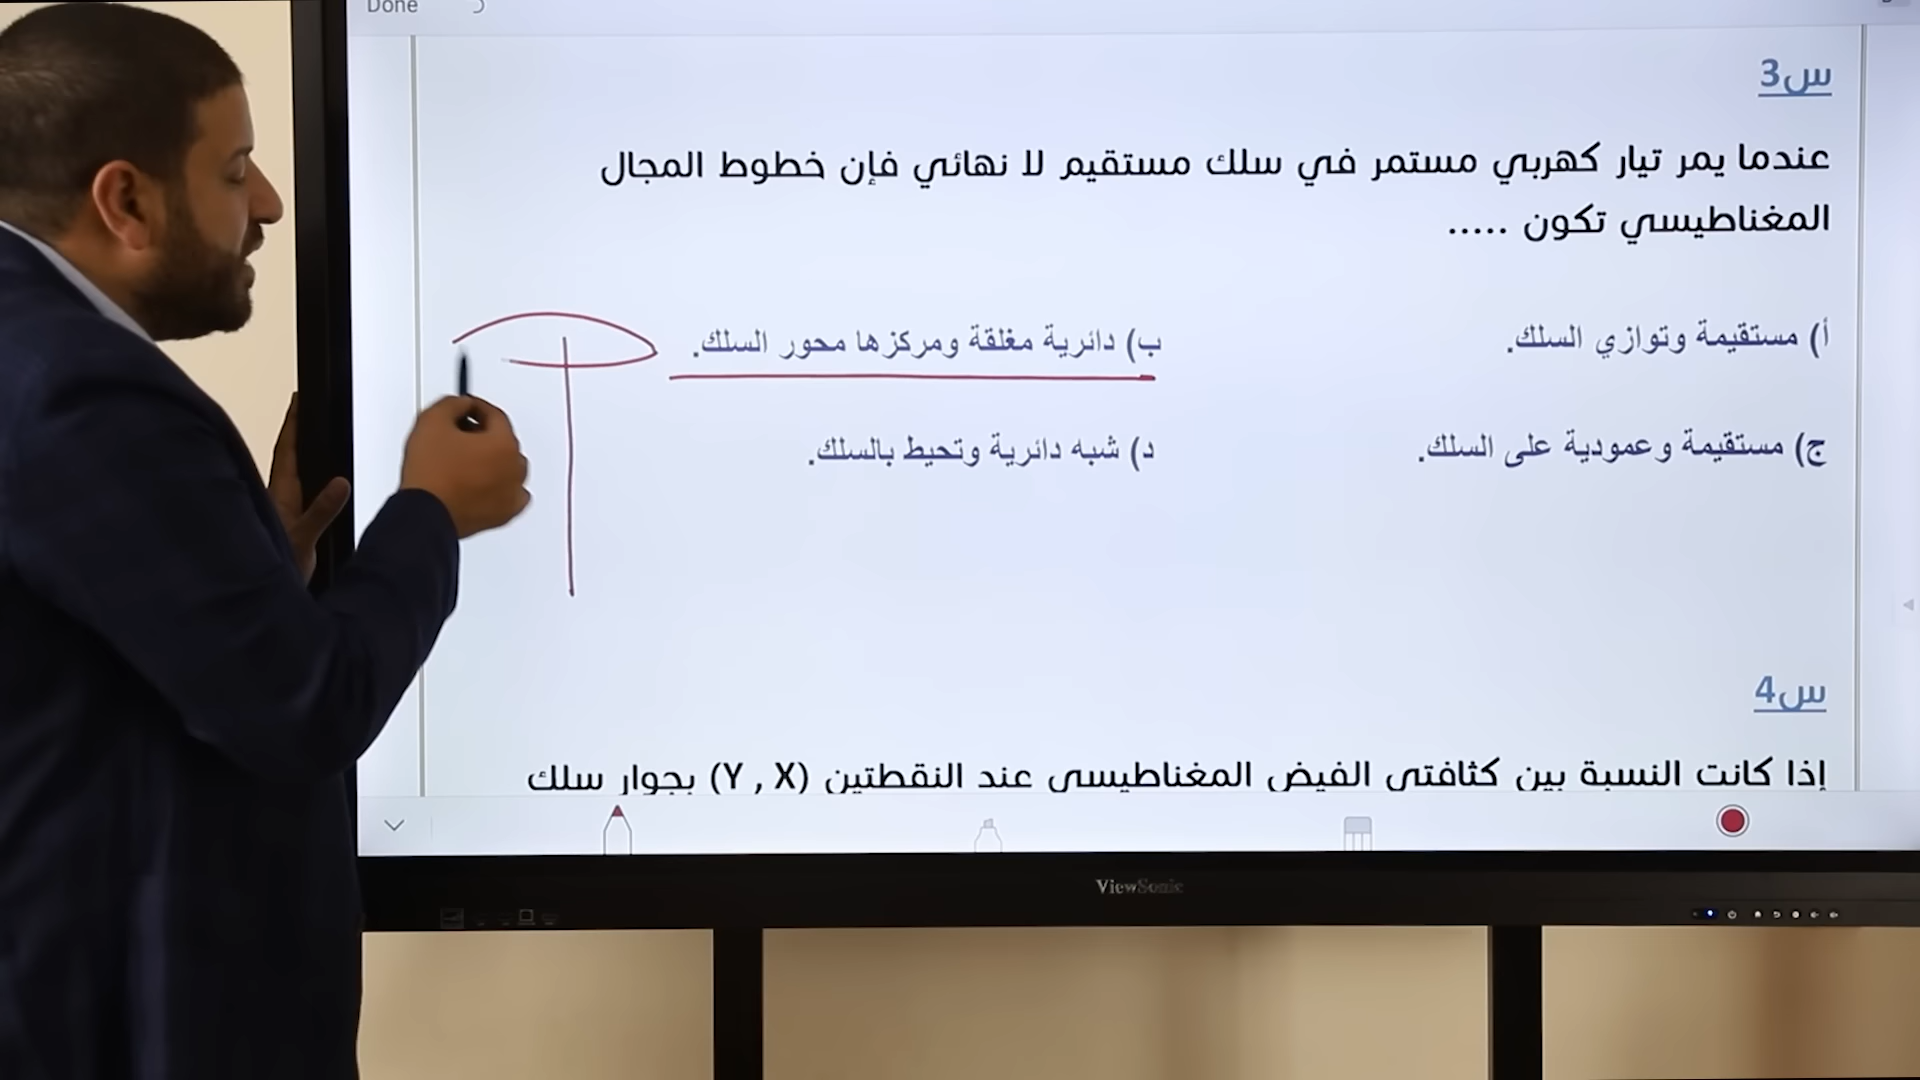 Done
س3
عندما يمر تيار كهربي مستمر في سلك مستقيم لا نهائي فإن خطوط المجال
المغناطيسي تكون .....
أ) مستقيمة وتوازي السلك.
ب) دائرية مغلقة ومركزها محور السلك.
ج) مستقيمة وعمودية على السلك.
د) شبه دائرية وتحيط بالسلك.
س4
إذا كانت النسبة بين كثافتي الفيض المغناطيسي عند النقطتين (Y , X) بجوار سلك
ViewSonic